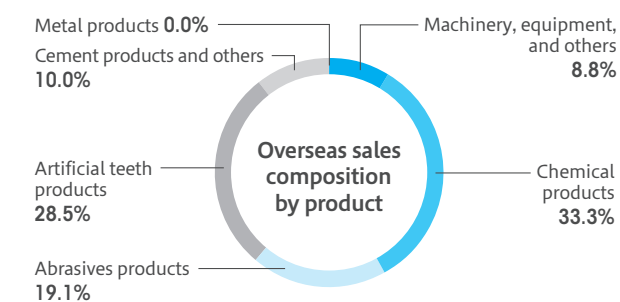 Metal products 0.0%
Cement products and others
10.0%
Artificial teeth
products
28.5%
Abrasives products
19.1%
Overseas sales
composition
by product
Machinery, equipment,
and others
8.8%
Chemical
products
33.3%